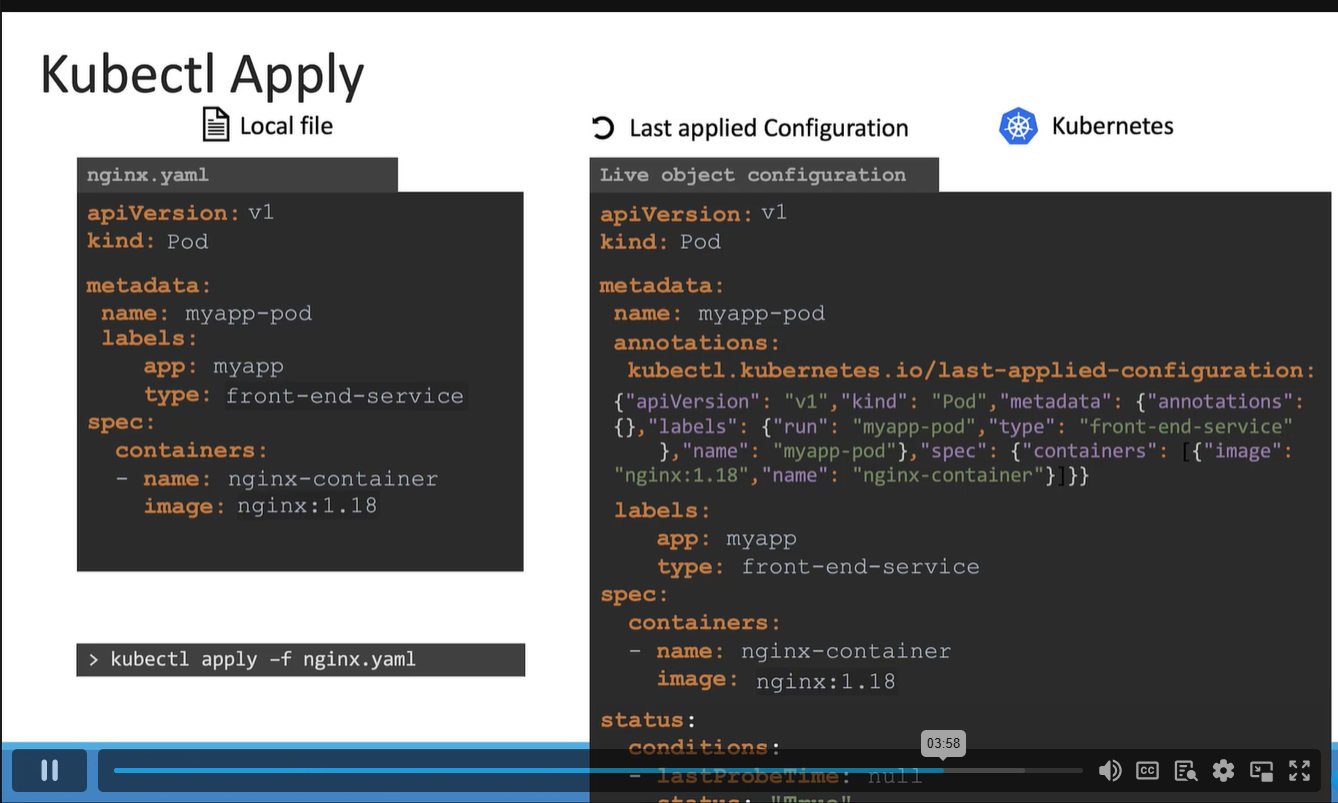 Kubectl Apply
Local file
nginx.yaml
apiVersion: v1
kind: Pod
metadata:
name: myapp-pod
labels:
app: myapp
type: front-end-service
spec:
containers:
- name: nginx-container
image: nginx:1.18
> kubectl apply –f nginx.yaml
Last applied Configuration
Kubernetes
Live object configuration
apiVersion: v1
kind: Pod
metadata:
name: myapp-pod
annotations:
kubectl.kubernetes.io/last-applied-configuration:
{"apiVersion": "v1","kind": "Pod","metadata": {"annotations":
{},"labels": {"run": "myapp-pod","type": "front-end-service"
},"name": "myapp-pod"},"spec": {"containers": [{"image":
"nginx:1.18","name": "nginx-container"}]}}
labels:
app: myapp
type: front-end-service
spec:
containers:
- name: nginx-container
image: nginx:1.18
status:
conditions:
- lastProbeTime: null
status: "True"
03:58
CC